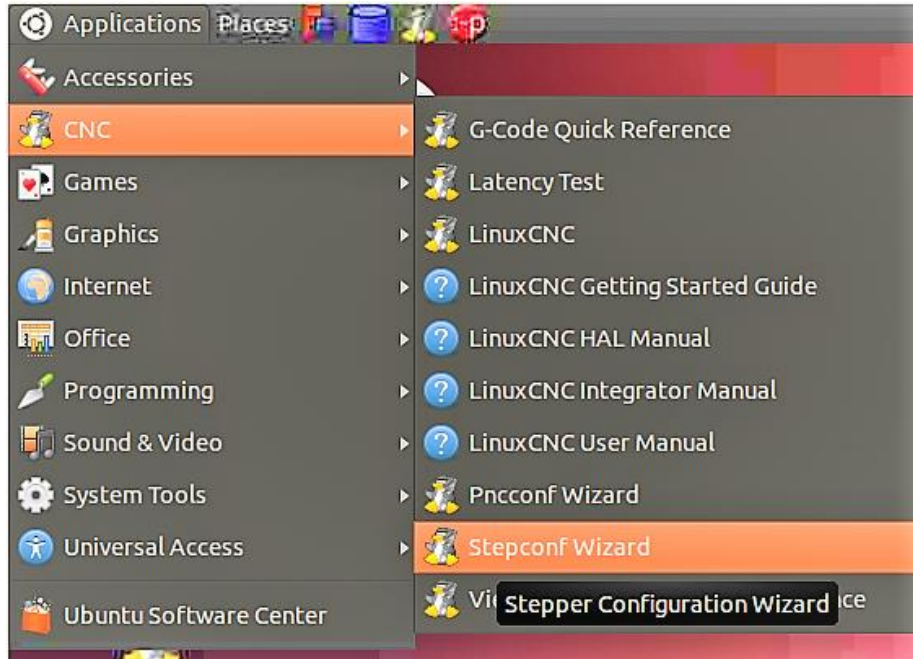 Applications Places
Accessories
CNC
Games
Graphics
Internet
Office
Programming
Sound & Video
System Tools
Universal Access
Ubuntu Software Center
G-Code Quick Reference
Latency Test
LinuxCNC
LinuxCNC Getting Started Guide
LinuxCNC HAL Manual
LinuxCNC Integrator Manual
LinuxCNC User Manual
Pncconf Wizard
Stepconf Wizard
Stepper Configuration Wizard